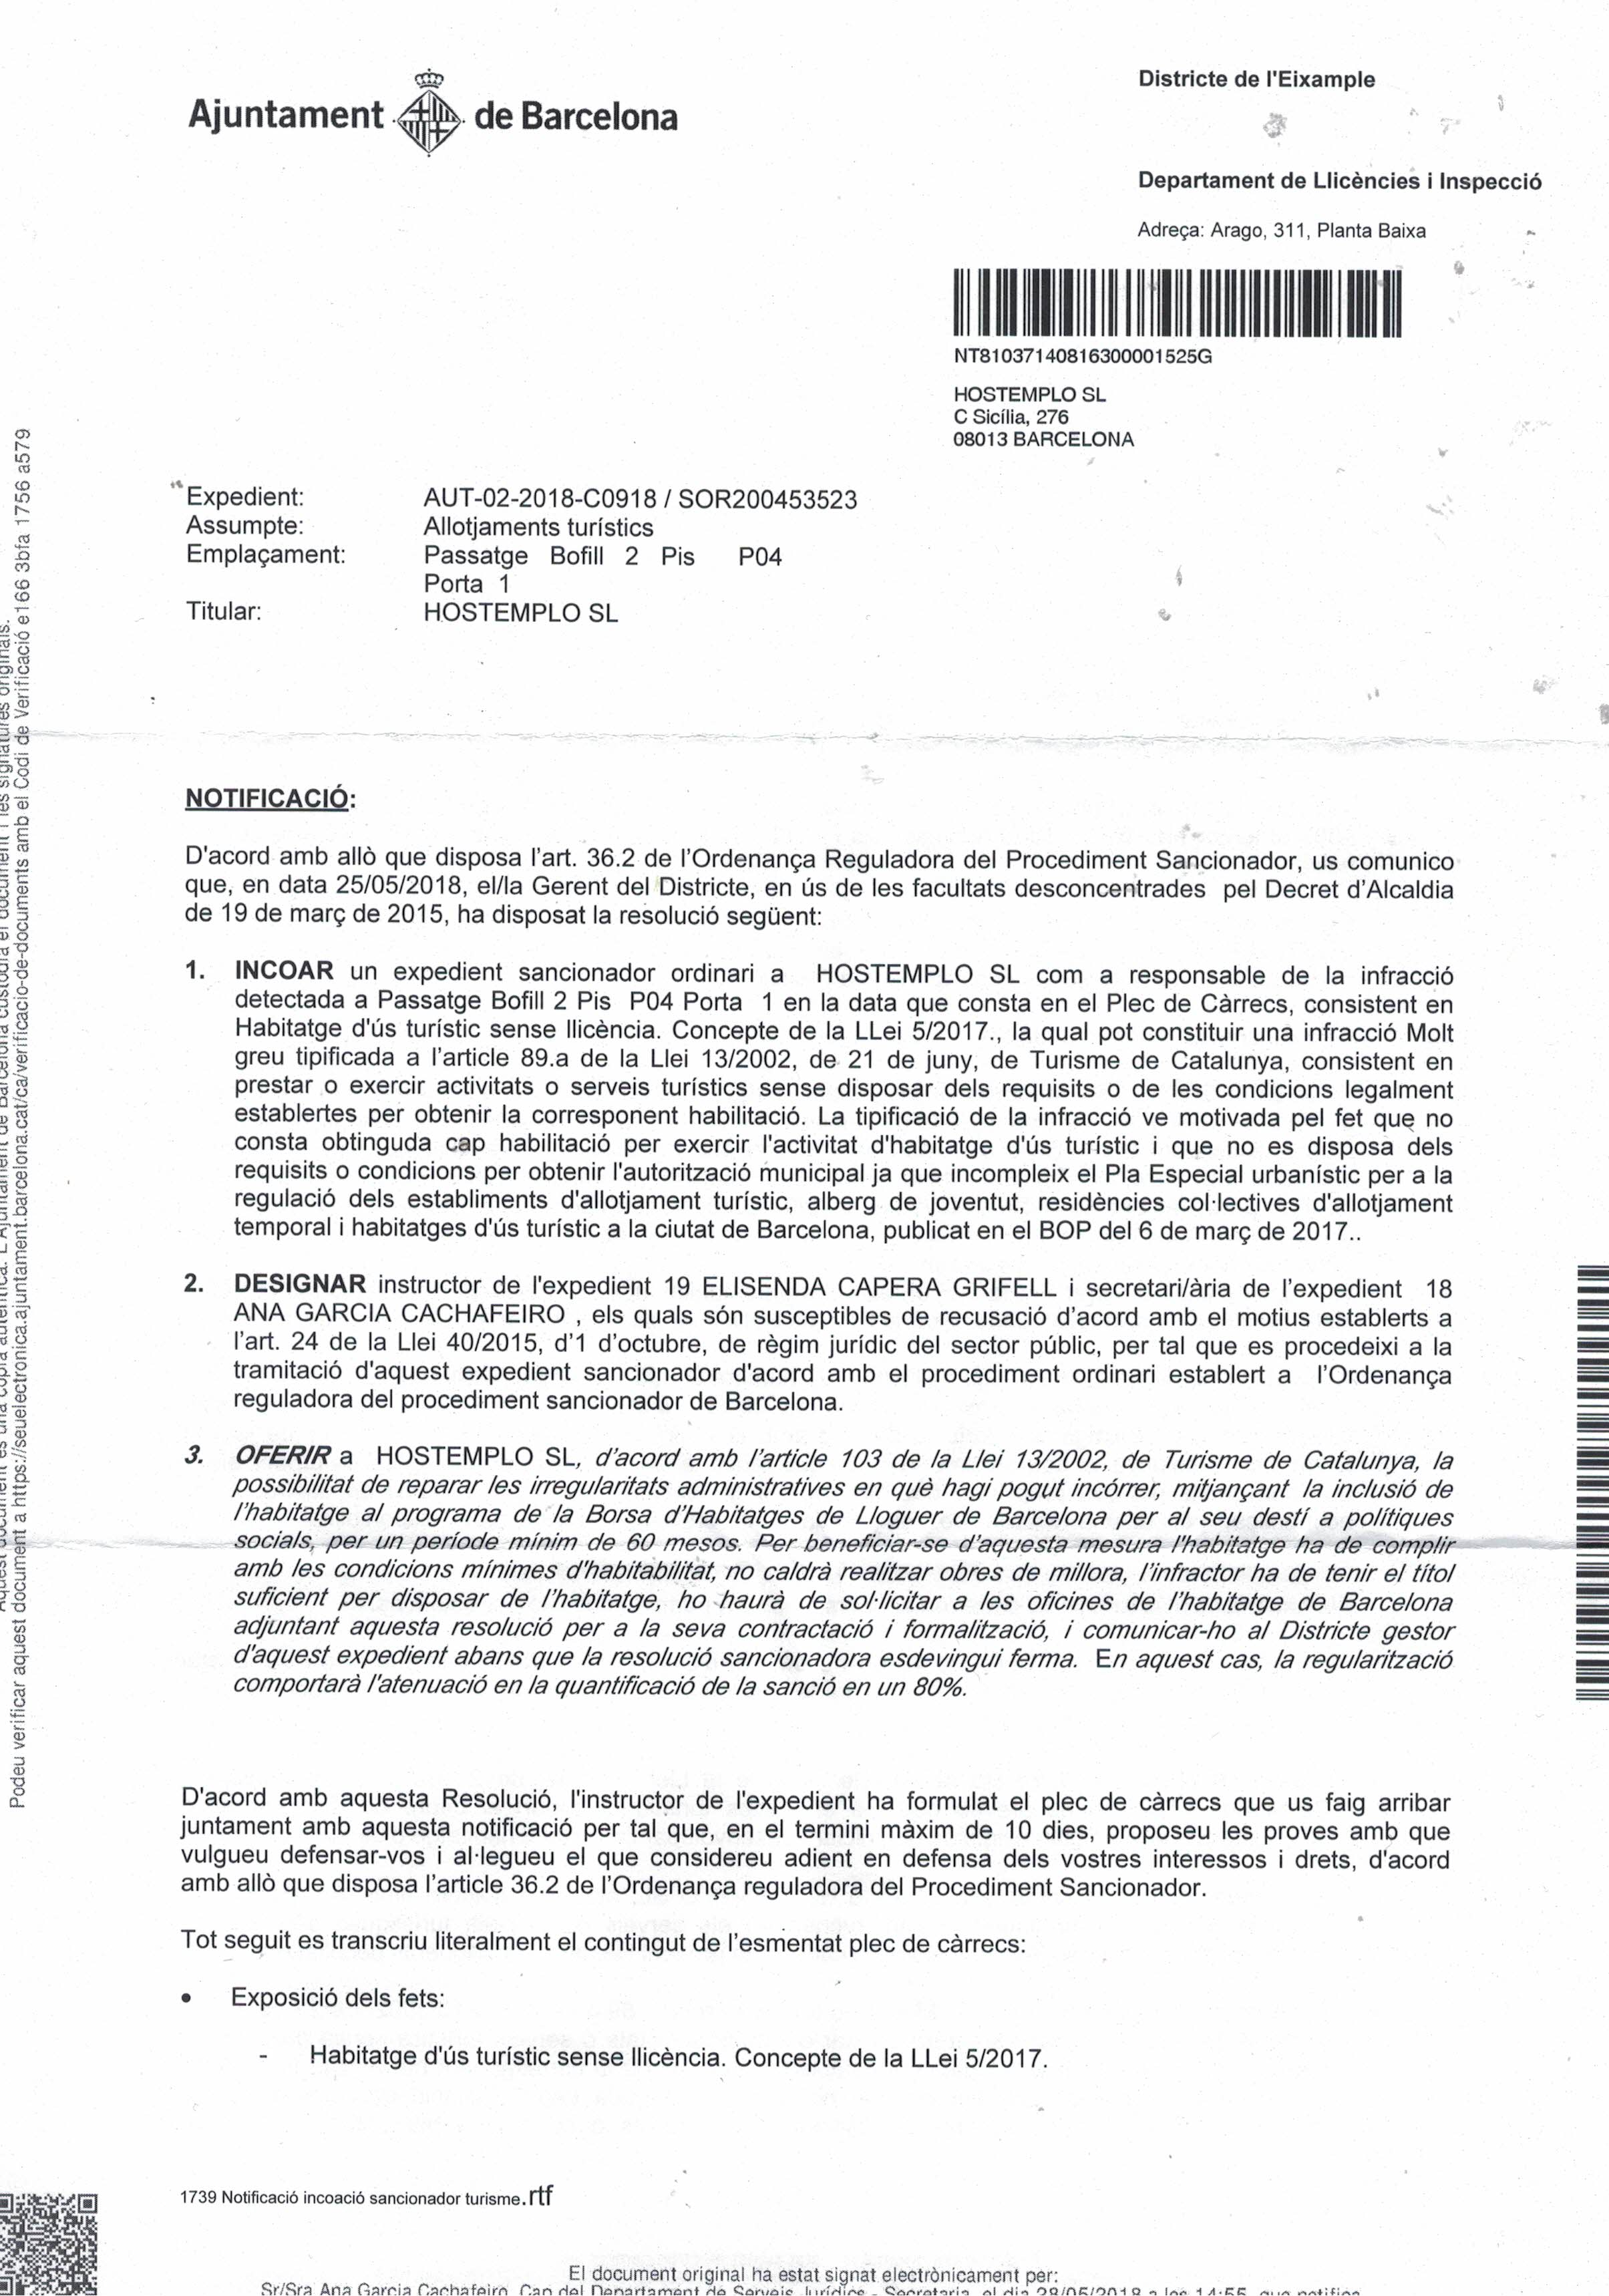 Ajuntament de Barcelona
Districte de l'Eixample
Departament de Llicències i Inspecció
Adreça: Arago, 311, Planta Baixa
NT810371408163000​01525G
HOSTEMPLO SL
C Sicília, 276
08013 BARCELONA
Expedient: AUT-02-2018-C0918 / SOR200453523
Assumpte: Allotjaments turístics
Emplaçament: Passatge Bofill 2 Pis P04
Porta 1
Titular: HOSTEMPLO SL
NOTIFICACIÓ:
D'acord amb allò que disposa l'art. 36.2 de l'Ordenança Reguladora del Procediment Sancionador, us comunico
que, en data 25/05/2018, el/la Gerent del Districte, en ús de les facultats desconcentrades pel Decret d'Alcaldia
de 19 de març de 2015, ha disposat la resolució següent:
1. INCOAR un expedient sancionador ordinari a HOSTEMPLO SL com a responsable de la infracció
detectada a Passatge Bofill 2 Pis P04 Porta 1 en la data que consta en el Plec de Càrrecs, consistent en
Habitatge d'ús turístic sense llicència. Concepte de la LLei 5/2017., la qual pot constituir una infracció Molt
greu tipificada a l'article 89.a de la Llei 13/2002, de 21 de juny, de Turisme de Catalunya, consistent en
prestar o exercir activitats o serveis turístics sense disposar dels requisits o de les condicions legalment
establertes per obtenir la corresponent habilitació. La tipificació de la infracció ve motivada pel fet que no
consta obtinguda cap habilitació per exercir l'activitat d'habitatge d'ús turístic i que no es disposa dels
requisits o condicions per obtenir l'autorització municipal ja que incompleix el Pla Especial urbanístic per a la
regulació dels establiments d'allotjament turístic, alberg de joventut, residències col·lectives d'allotjament
temporal i habitatges d'ús turístic a la ciutat de Barcelona, publicat en el BOP del 6 de març de 2017..
2. DESIGNAR instructor de l'expedient 19 ELISENDA CAPERA GRIFELL i secretari/ària de l'expedient 18
ANA GARCIA CACHAFEIRO , els quals són susceptibles de recusació d'acord amb el motius establerts a
l'art. 24 de la Llei 40/2015, d'1 d'octubre, de règim jurídic del sector públic, per tal que es procedeixi a la
tramitació d'aquest expedient sancionador d'acord amb el procediment ordinari establert a l'Ordenança
reguladora del procediment sancionador de Barcelona.
3. OFERIR a HOSTEMPLO SL, d'acord amb l'article 103 de la Llei 13/2002, de Turisme de Catalunya, la
possibilitat de reparar les irregularitats administratives en què hagi pogut incórrer, mitjançant la inclusió de
l'habitatge al programa de la Borsa d'Habitatges de Lloguer de Barcelona per al seu destí a polítiques
socials, per un període mínim de 60 mesos. Per beneficiar-se d'aquesta mesura l'habitatge ha de complir
amb les condicions mínimes d'habitabilitat, no caldrà realitzar obres de millora, l'infractor ha de tenir el títol
suficient per disposar de l'habitatge, ho haurà de sol·licitar a les oficines de l'habitatge de Barcelona
adjuntant aquesta resolució per a la seva contractació i formalització, i comunicar-ho al Districte gestor
d'aquest expedient abans que la resolució sancionadora esdevingui ferma. En aquest cas, la regularització
comportarà l'atenuació en la quantificació de la sanció en un 80%.
D'acord amb aquesta Resolució, l'instructor de l'expedient ha formulat el plec de càrrecs que us faig arribar
juntament amb aquesta notificació per tal que, en el termini màxim de 10 dies, proposeu les proves amb que
vulgueu defensar-vos i al·legueu el que considereu adient en defensa dels vostres interessos i drets, d'acord
amb allò que disposa l'article 36.2 de l'Ordenança reguladora del Procediment Sancionador.
Tot seguit es transcriu literalment el contingut de l'esmentat plec de càrrecs:
• Exposició dels fets:
- Habitatge d'ús turístic sense llicència. Concepte de la LLei 5/2017.
1739 Notificació incoació sancionador turisme.rtf
El document original ha estat signat electrònicament per:
Sr/Sra Ana Garcia Cachafeiro, Cap del Departament de Serveis Jurídics - Secretaria, el dia 28/05/2018 a les 14:55, que notifica
Aquest document és una còpia autèntica. L'Ajuntament de Barcelona custodia el document i les signatures originals.
Podeu verificar aquest document a https://seuelectronica.ajuntament.barcelona.cat/ca/verificacio-de-documents amb el Codi de Verificació e166 3bfa 1756 a579